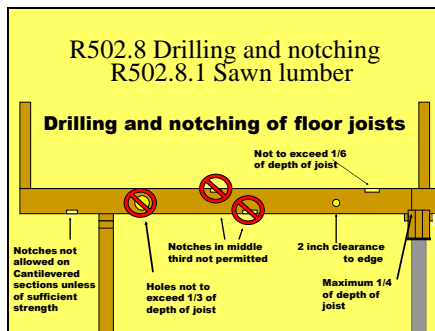 R502.8 Drilling and notching
R502.8.1 Sawn lumber
Drilling and notching of floor joists
Not to exceed 1/6
of depth of joist
Notches not
allowed on
Cantilevered
sections unless
of sufficient
strength
Holes not to
exceed 1/3 of
depth of joist
Notches in middle
third not permitted
2 inch clearance
to edge
Maximum 1/4
of depth of
joist